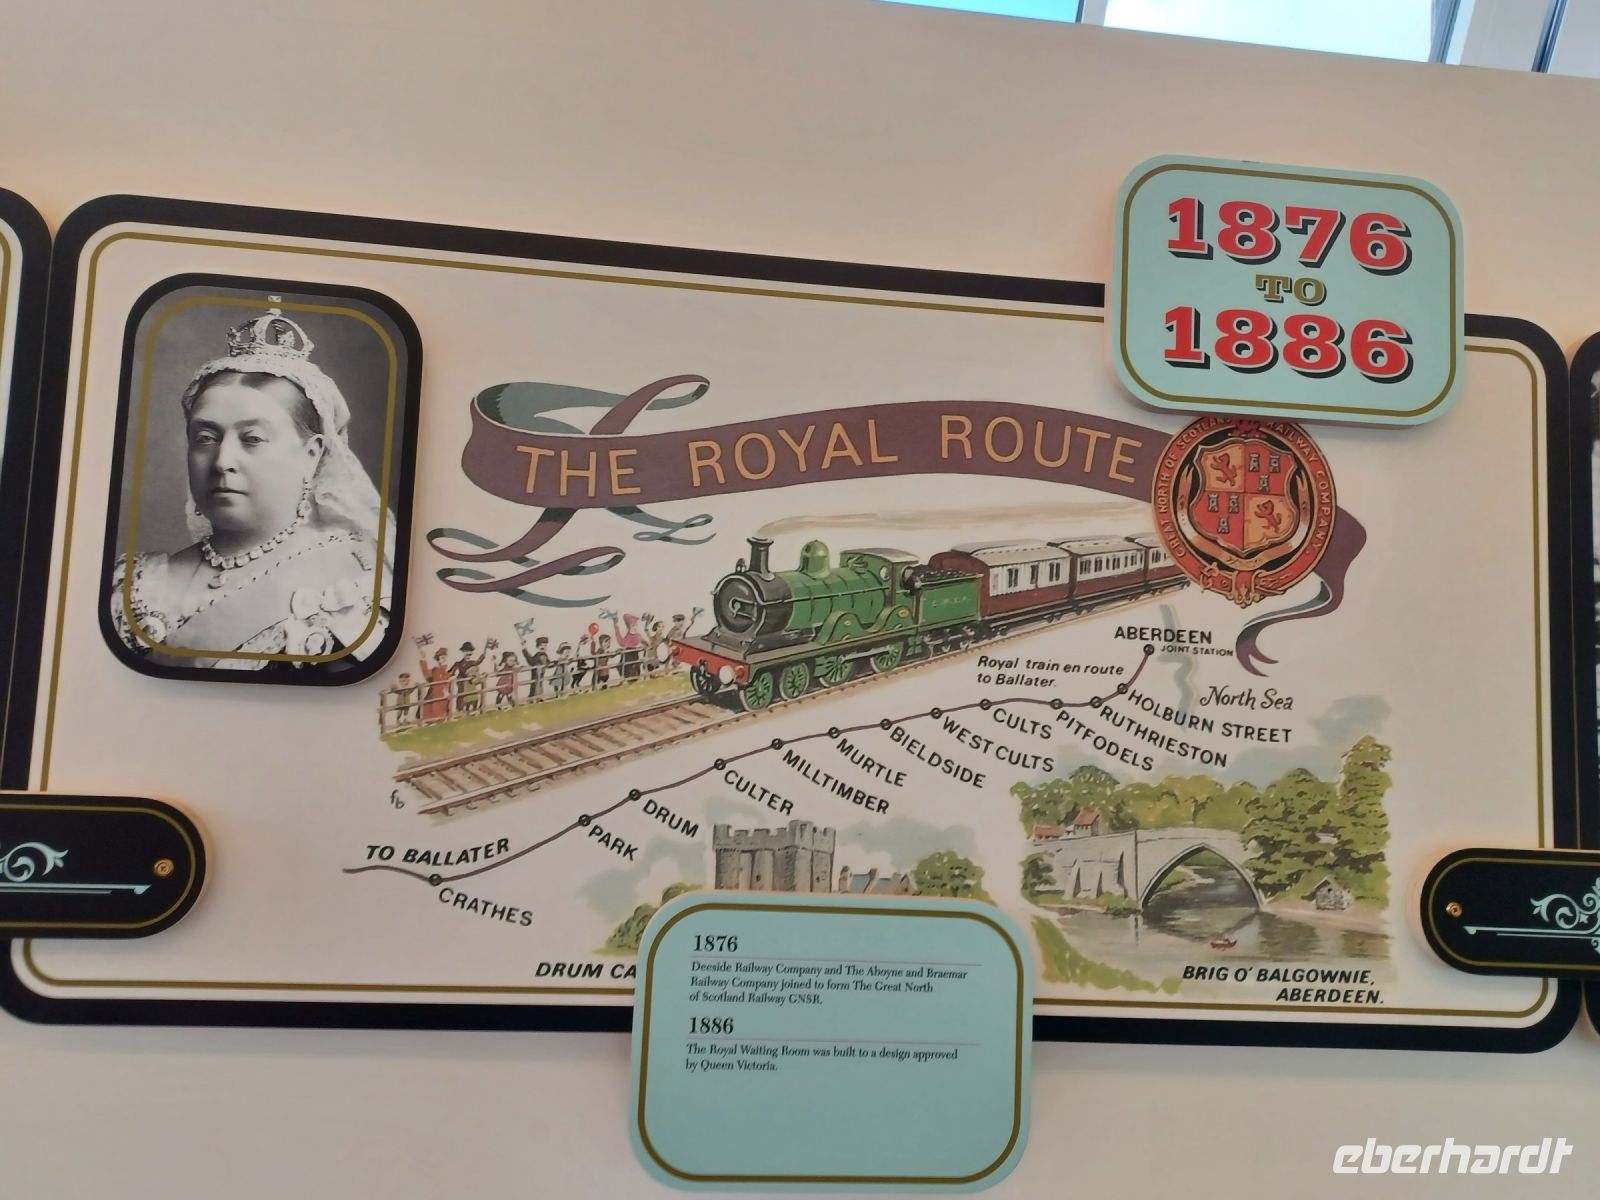 1876
TO
1886
THE ROYAL ROUTE
GREAT NORTH OF SCOTLAND RAILWAY COMPANY.
ABERDEEN
JOINT STATION
Royal train en route
to Ballater.
North Sea
HOLBURN STREET
RUTHRIESTON
PITFODELS
CULTS
WEST CULTS
BIELDSIDE
MURTLE
MILLTIMBER
CULTER
DRUM
PARK
TO BALLATER
CRATHES
fb
DRUM CA
BRIG O' BALGOWNIE,
ABERDEEN.
1876
Deeside Railway Company and The Aboyne and Braemar
Railway Company joined to form The Great North
of Scotland Railway GNSR.
1886
The Royal Waiting Room was built to a design approved
by Queen Victoria.
eberhardt